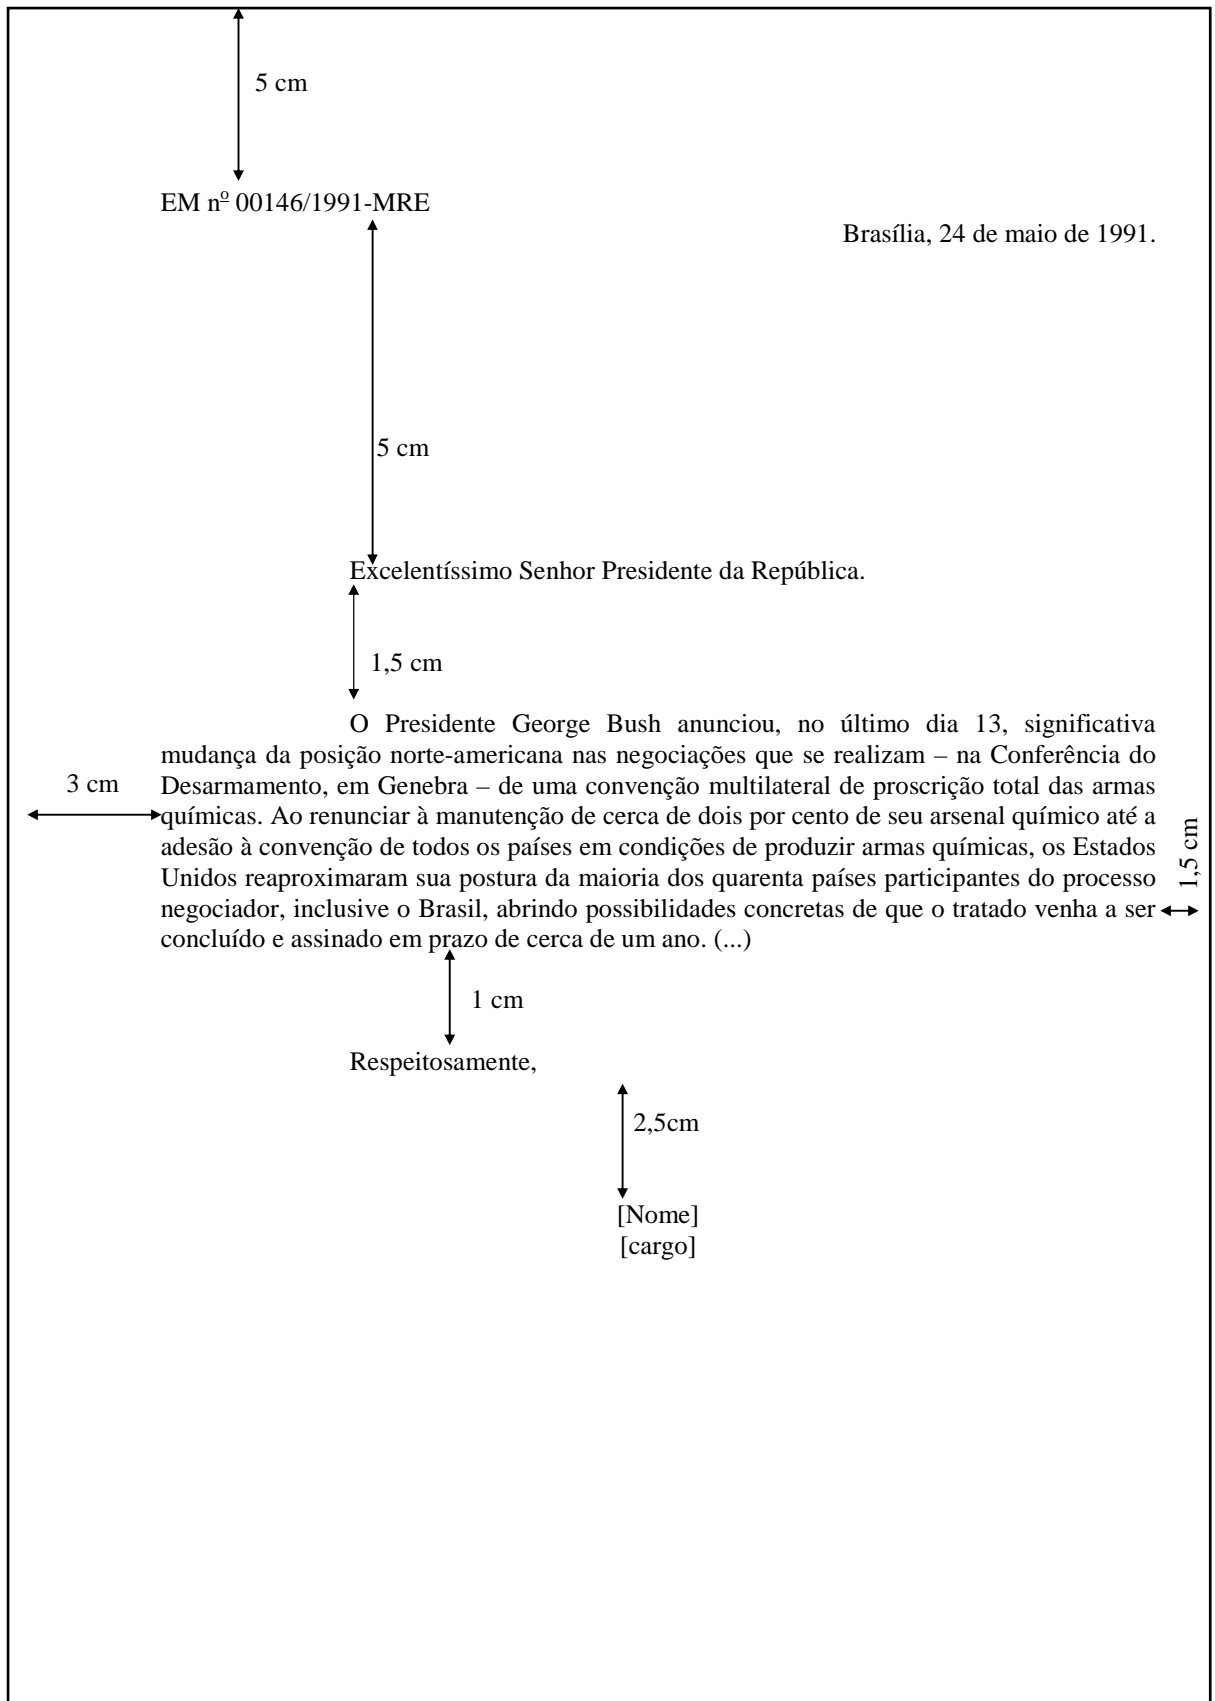 5 cm
EM nº 00146/1991-MRE
Brasília, 24 de maio de 1991.
5 cm
Excelentíssimo Senhor Presidente da República.
1,5 cm
O Presidente George Bush anunciou, no último dia 13, significativa
mudança da posição norte-americana nas negociações que se realizam – na Conferência do
3 cm
Desarmamento, em Genebra – de uma convenção multilateral de proscrição total das armas
químicas. Ao renunciar à manutenção de cerca de dois por cento de seu arsenal químico até a
adesão à convenção de todos os países em condições de produzir armas químicas, os Estados
1,5 cm
Unidos reaproximaram sua postura da maioria dos quarenta países participantes do processo
negociador, inclusive o Brasil, abrindo possibilidades concretas de que o tratado venha a ser
concluído e assinado em prazo de cerca de um ano. (...)
1 cm
Respeitosamente,
2,5cm
[Nome]
[cargo]